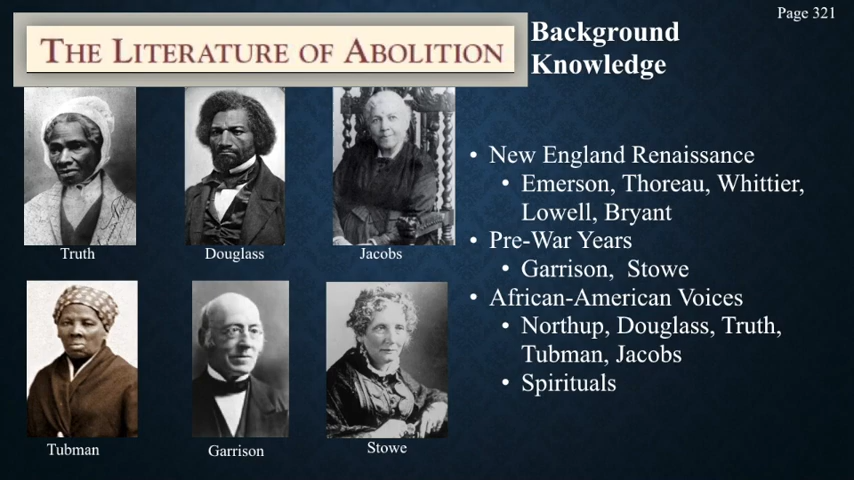 Page 321
THE LITERATURE OF ABOLITION
Background
Knowledge
Truth
Douglass
Jacobs
Tubman
Garrison
Stowe
• New England Renaissance
• Emerson, Thoreau, Whittier,
Lowell, Bryant
• Pre-War Years
• Garrison, Stowe
• African-American Voices
• Northup, Douglass, Truth,
Tubman, Jacobs
• Spirituals